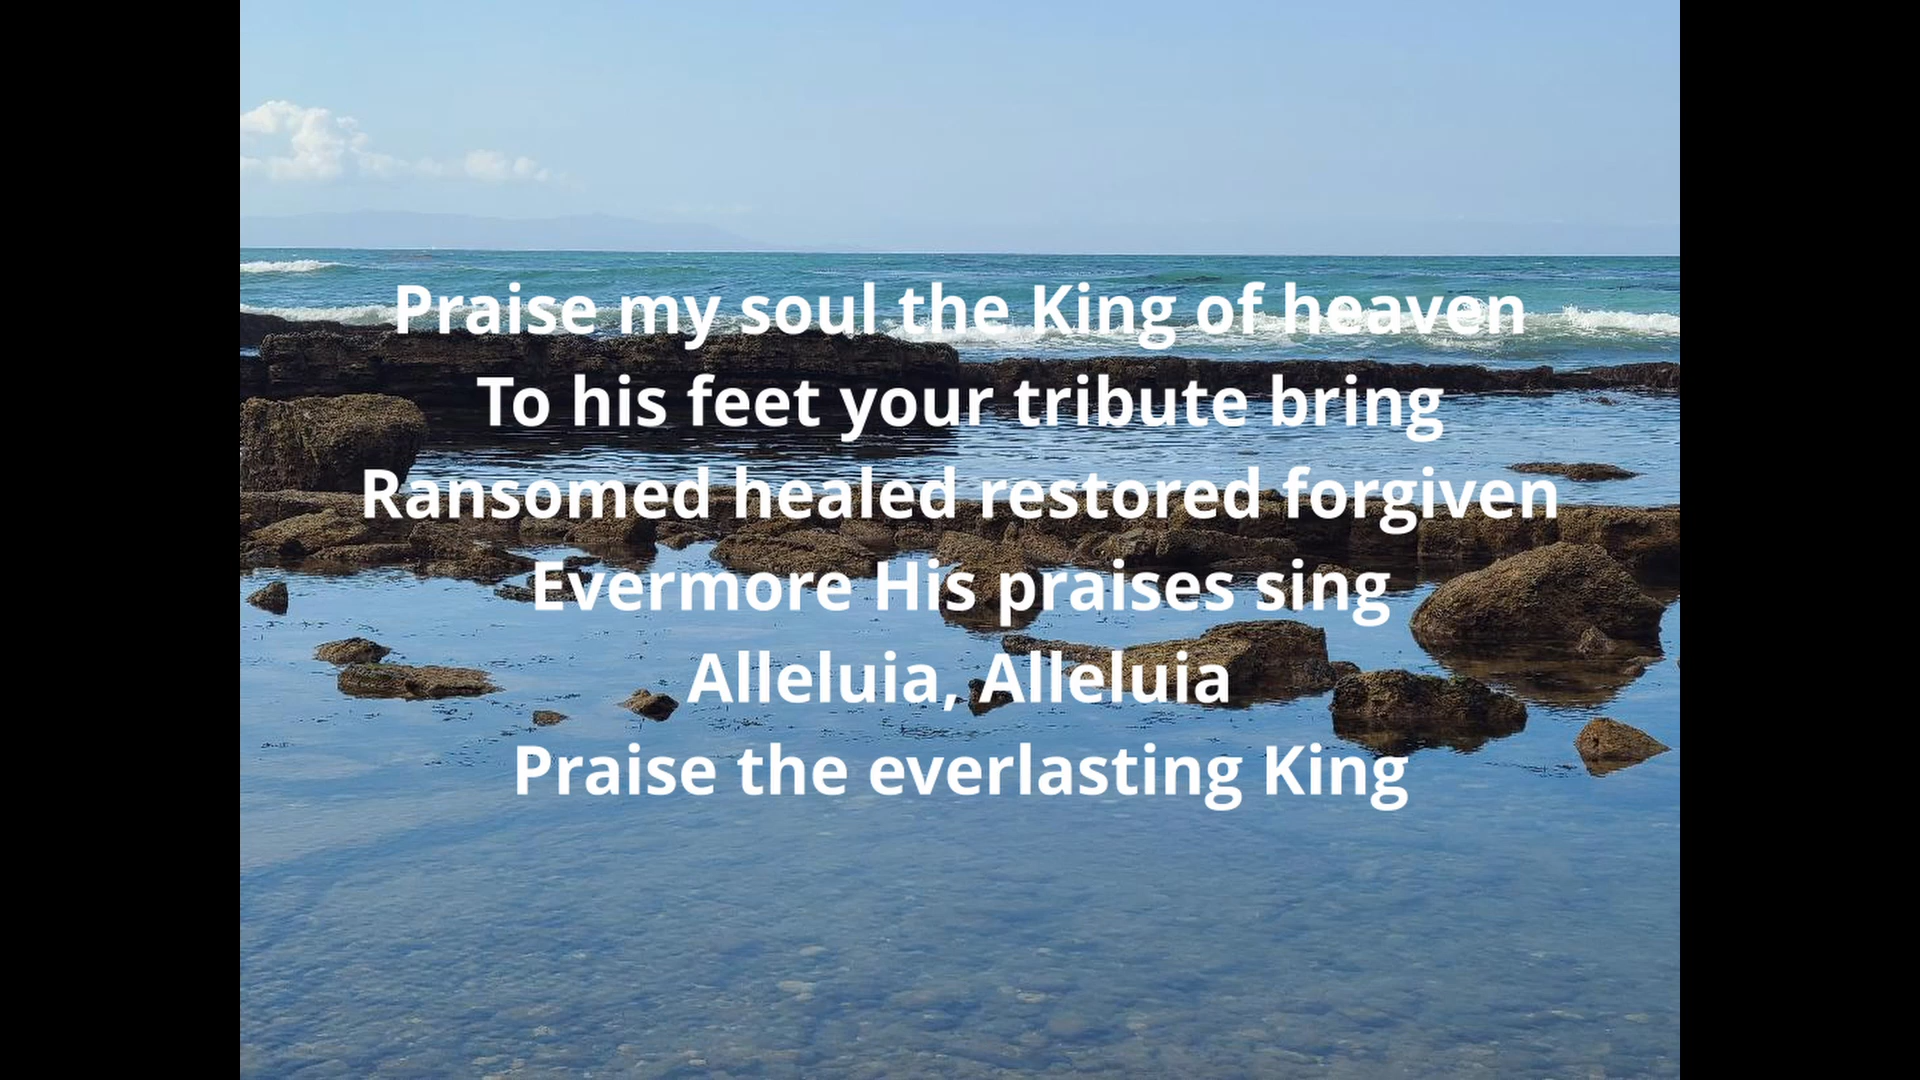 Praise my soul the King of heaven
To his feet your tribute bring
Ransomed healed restored forgiven
Evermore His praises sing
Alleluia, Alleluia
Praise the everlasting King